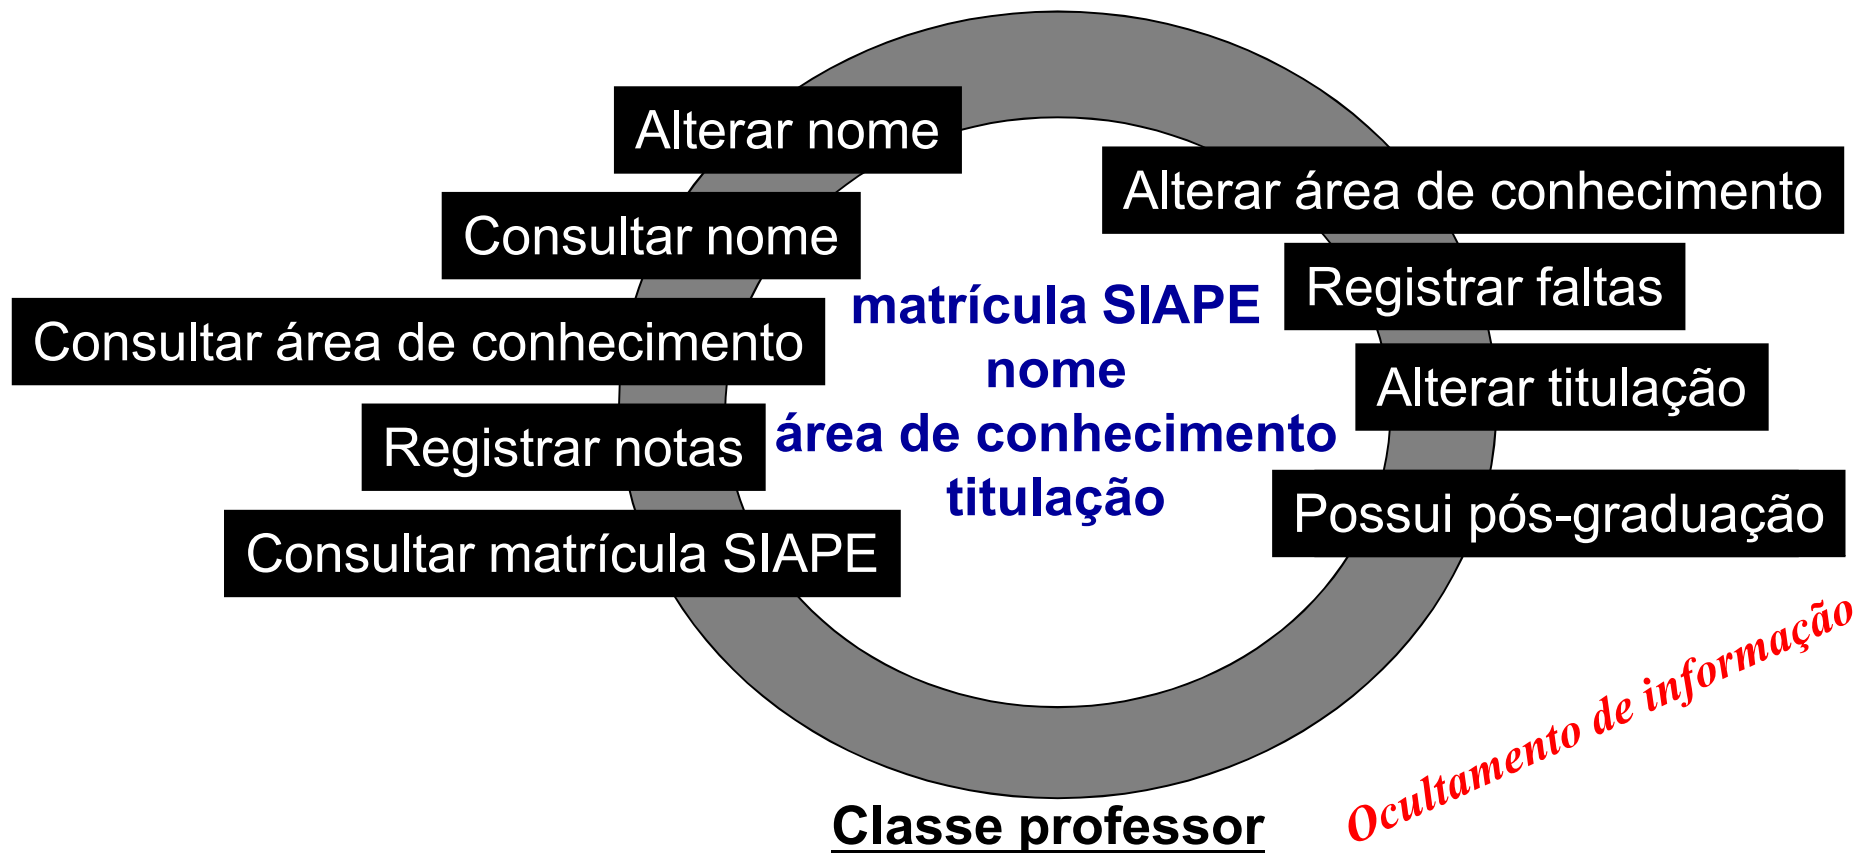 Alterar nome
Consultar nome
Consultar área de conhecimento
Registrar notas
Consultar matrícula SIAPE
matrícula SIAPE
nome
área de conhecimento
titulação
Alterar área de conhecimento
Registrar faltas
Alterar titulação
Possui pós-graduação
Ocultamento de informação
Classe professor